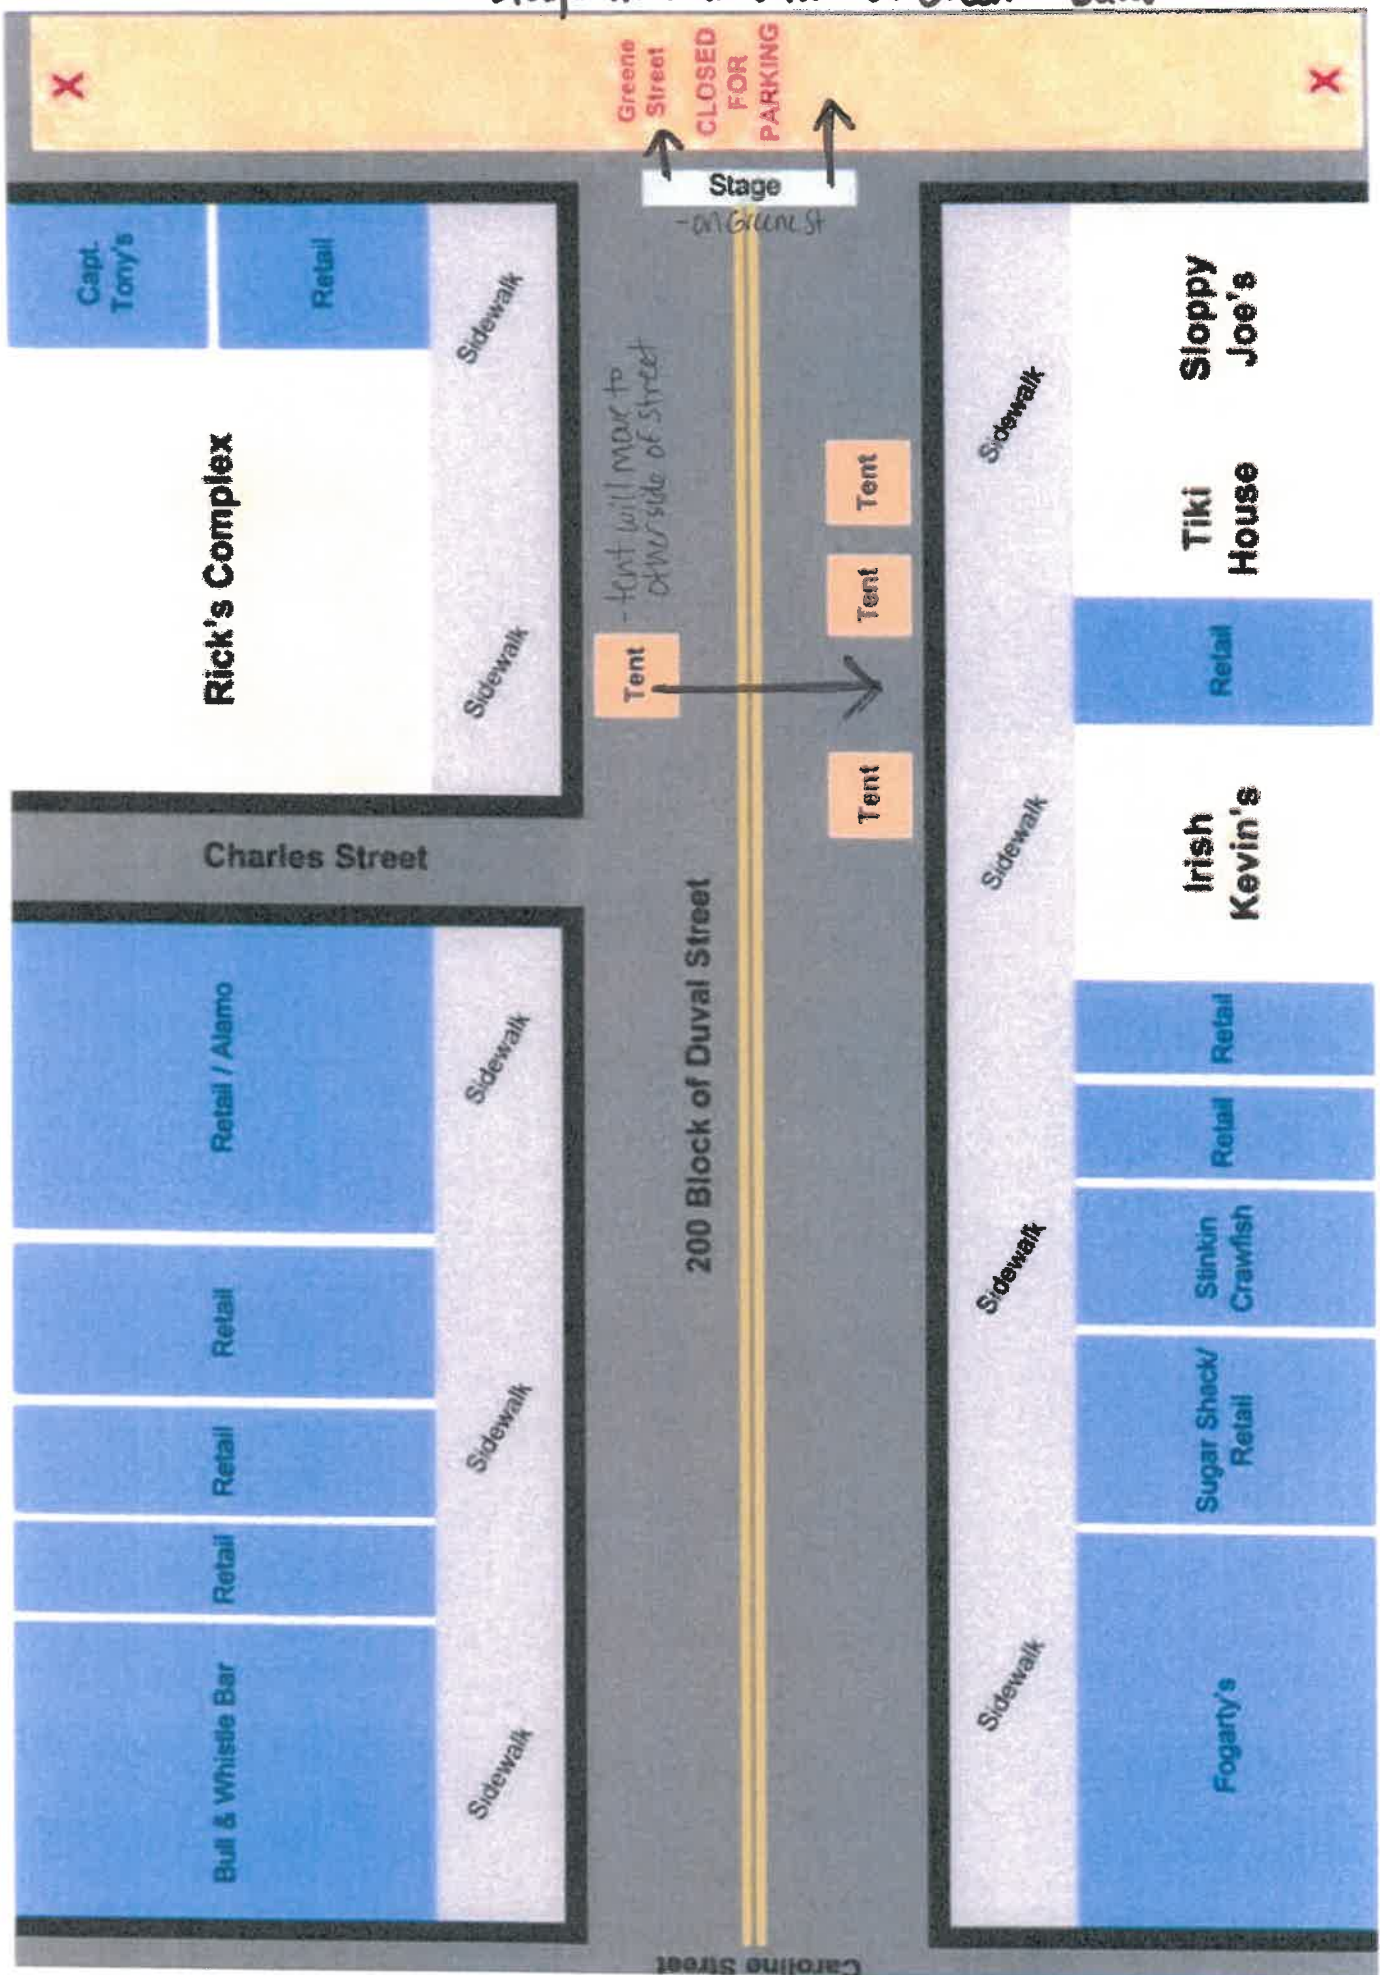 Greene
Street
CLOSED
FOR
PARKING
X
X
Stage
-on Greene St
Capt.
Tony's
Retail
Sidewalk
Rick's Complex
Sidewalk
-tent will move to
otherside of street
Tent
Tent
Tent
Tent
Sidewalk
Sloppy
Joe's
Tiki
House
Retail
Sidewalk
Irish
Kevin's
Charles Street
200 Block of Duval Street
Retail / Alamo
Sidewalk
Retail
Retail
Sidewalk
Retail
Bull & Whistle Bar
Sidewalk
Retail
Retail
Sidewalk
Stinkin
Crawfish
Sugar Shack/
Retail
Sidewalk
Fogarty's
Caroline Street